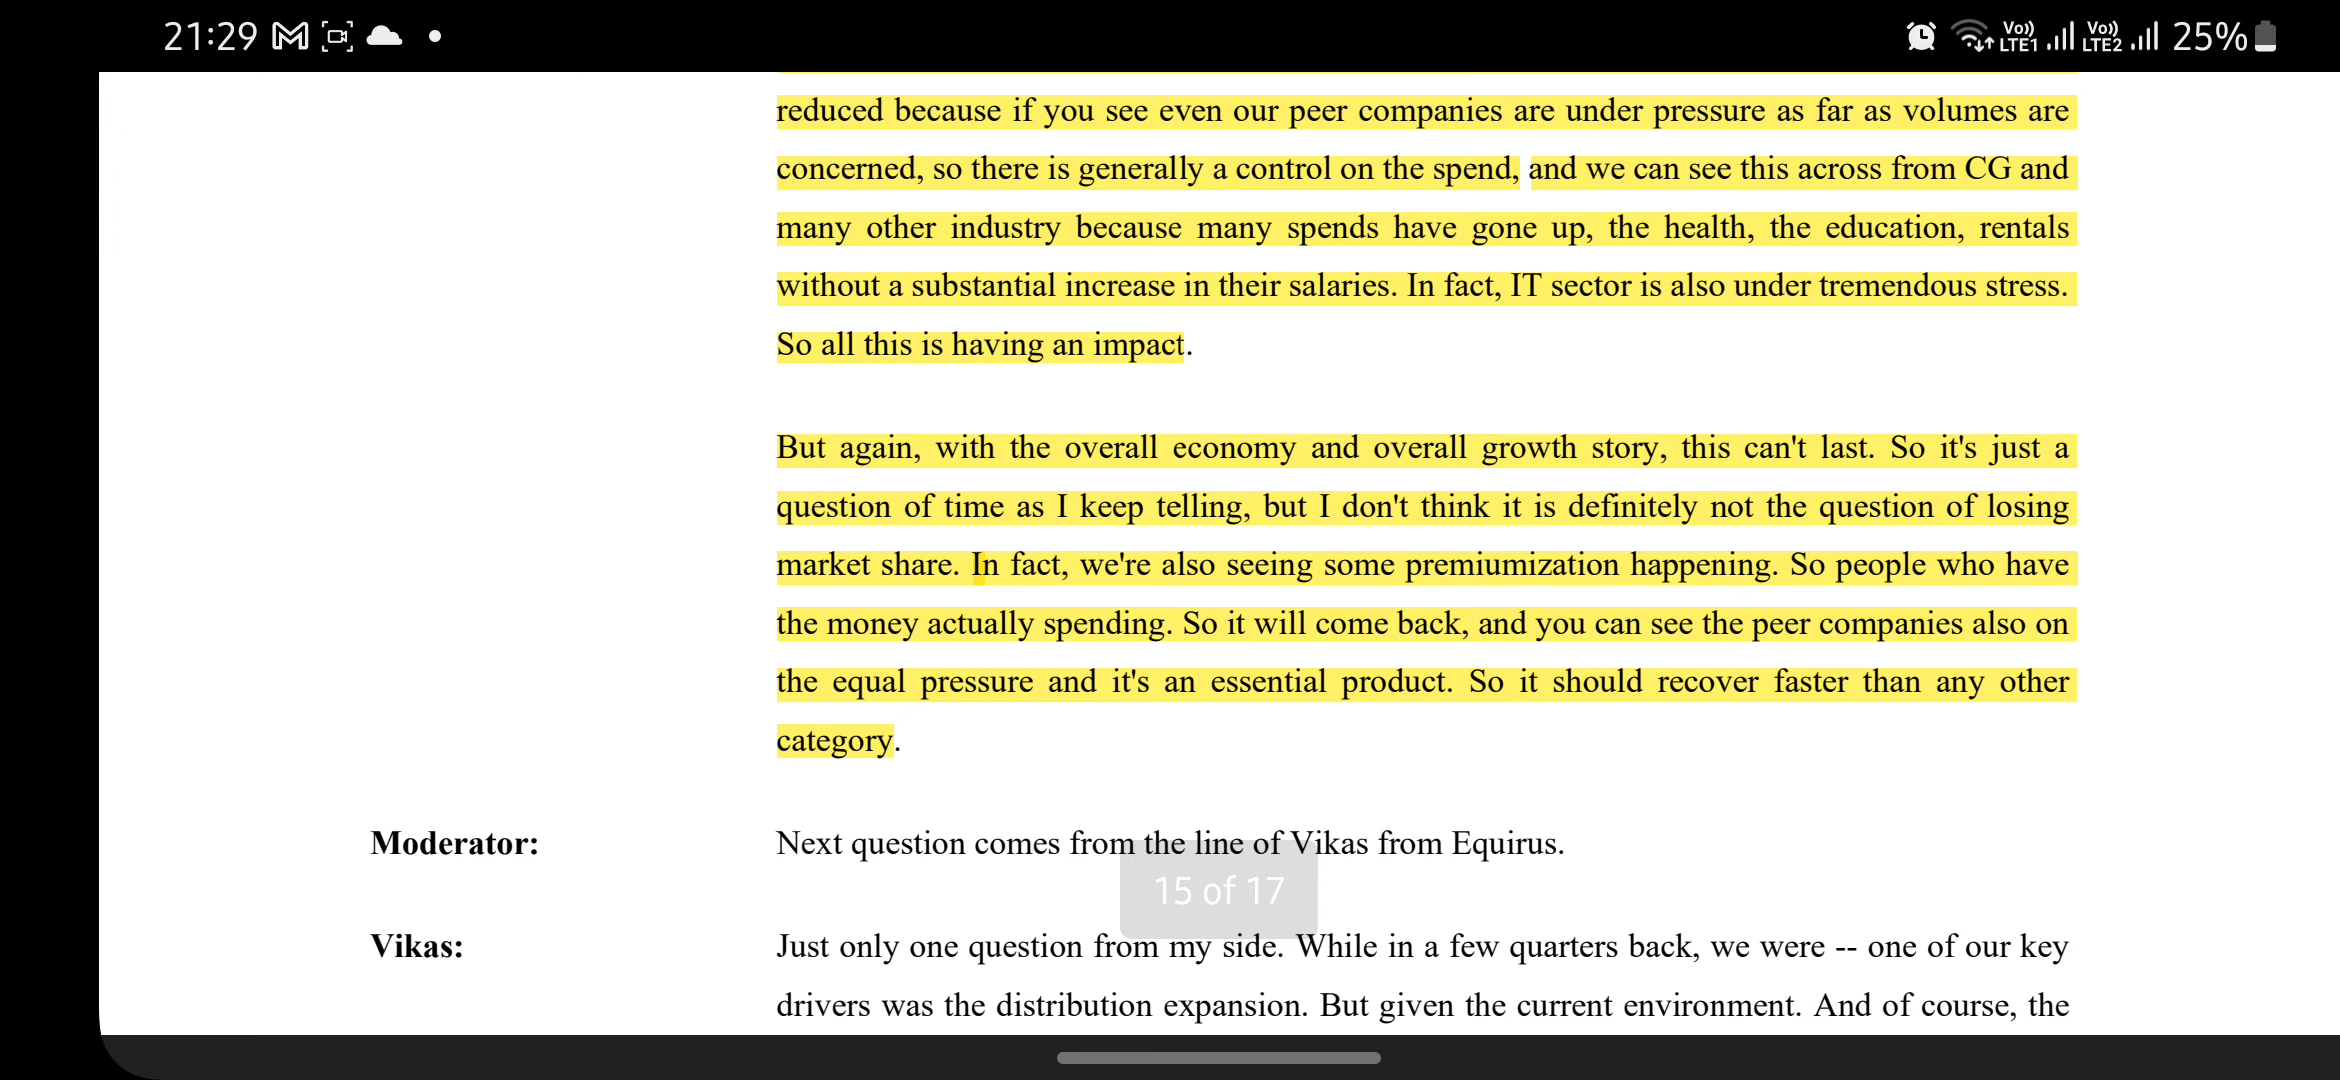 21:29
Vo)) LTE1 Vo)) LTE2 25%
reduced because if you see even our peer companies are under pressure as far as volumes are
concerned, so there is generally a control on the spend, and we can see this across from CG and
many other industry because many spends have gone up, the health, the education, rentals
without a substantial increase in their salaries. In fact, IT sector is also under tremendous stress.
So all this is having an impact.
But again, with the overall economy and overall growth story, this can't last. So it's just a
question of time as I keep telling, but I don't think it is definitely not the question of losing
market share. In fact, we're also seeing some premiumization happening. So people who have
the money actually spending. So it will come back, and you can see the peer companies also on
the equal pressure and it's an essential product. So it should recover faster than any other
category.
Moderator: Next question comes from the line of Vikas from Equirus.
15 of 17
Vikas: Just only one question from my side. While in a few quarters back, we were -- one of our key
drivers was the distribution expansion. But given the current environment. And of course, the